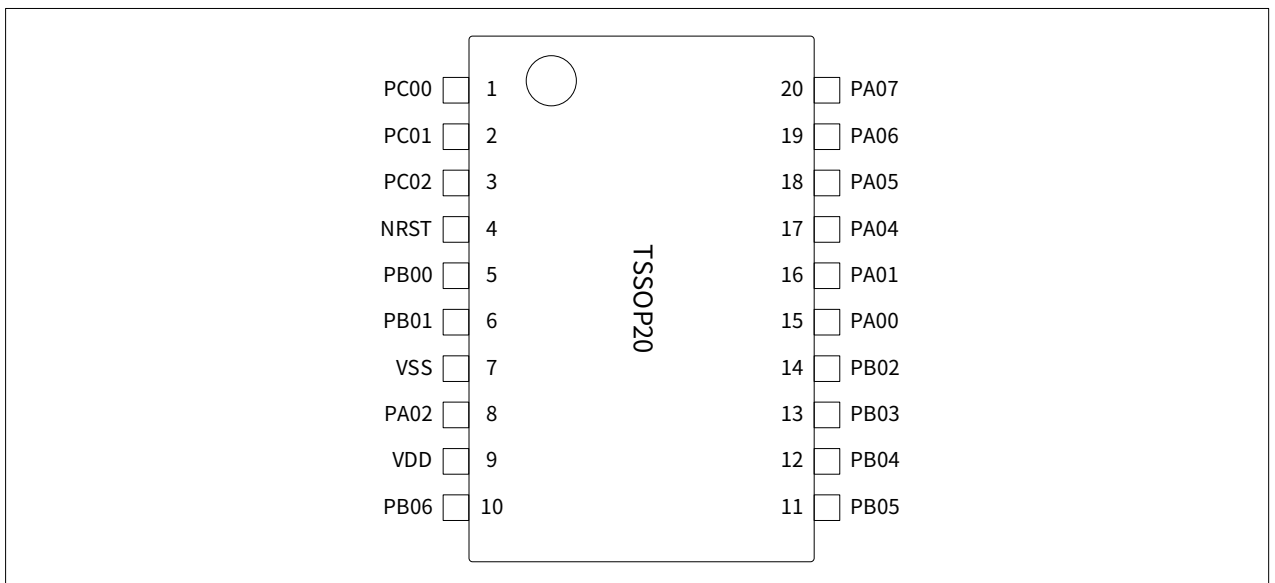 PC00 1 20 PA07
PC01 2 19 PA06
PC02 3 18 PA05
NRST 4 17 PA04
PB00 5 16 PA01
PB01 6 15 PA00
VSS 7 14 PB02
PA02 8 13 PB03
VDD 9 12 PB04
PB06 10 11 PB05
TSSOP20